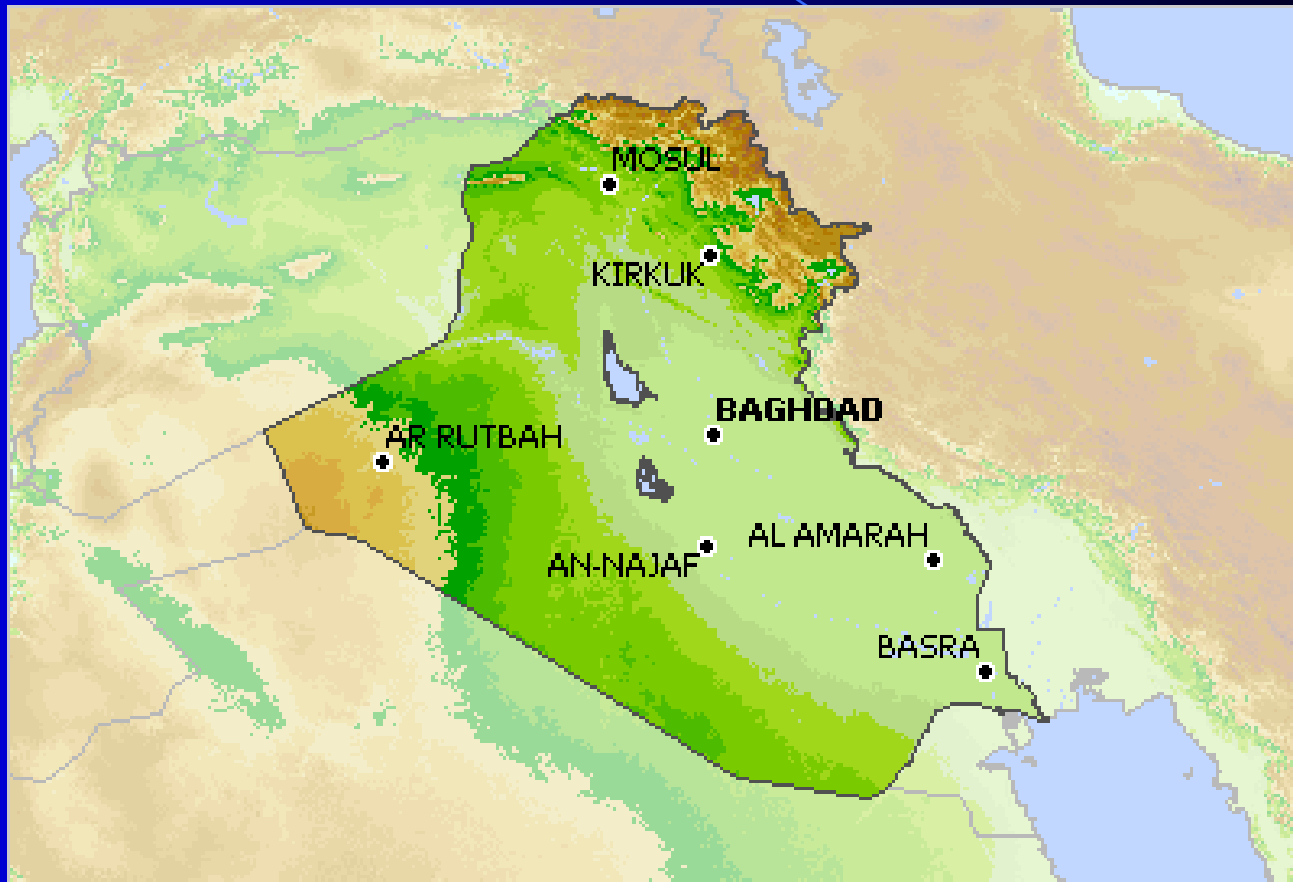 MOSUL
KIRKUK
BAGHDAD
AR RUTBAH
AL AMARAH
AN-NAJAF
BASRA